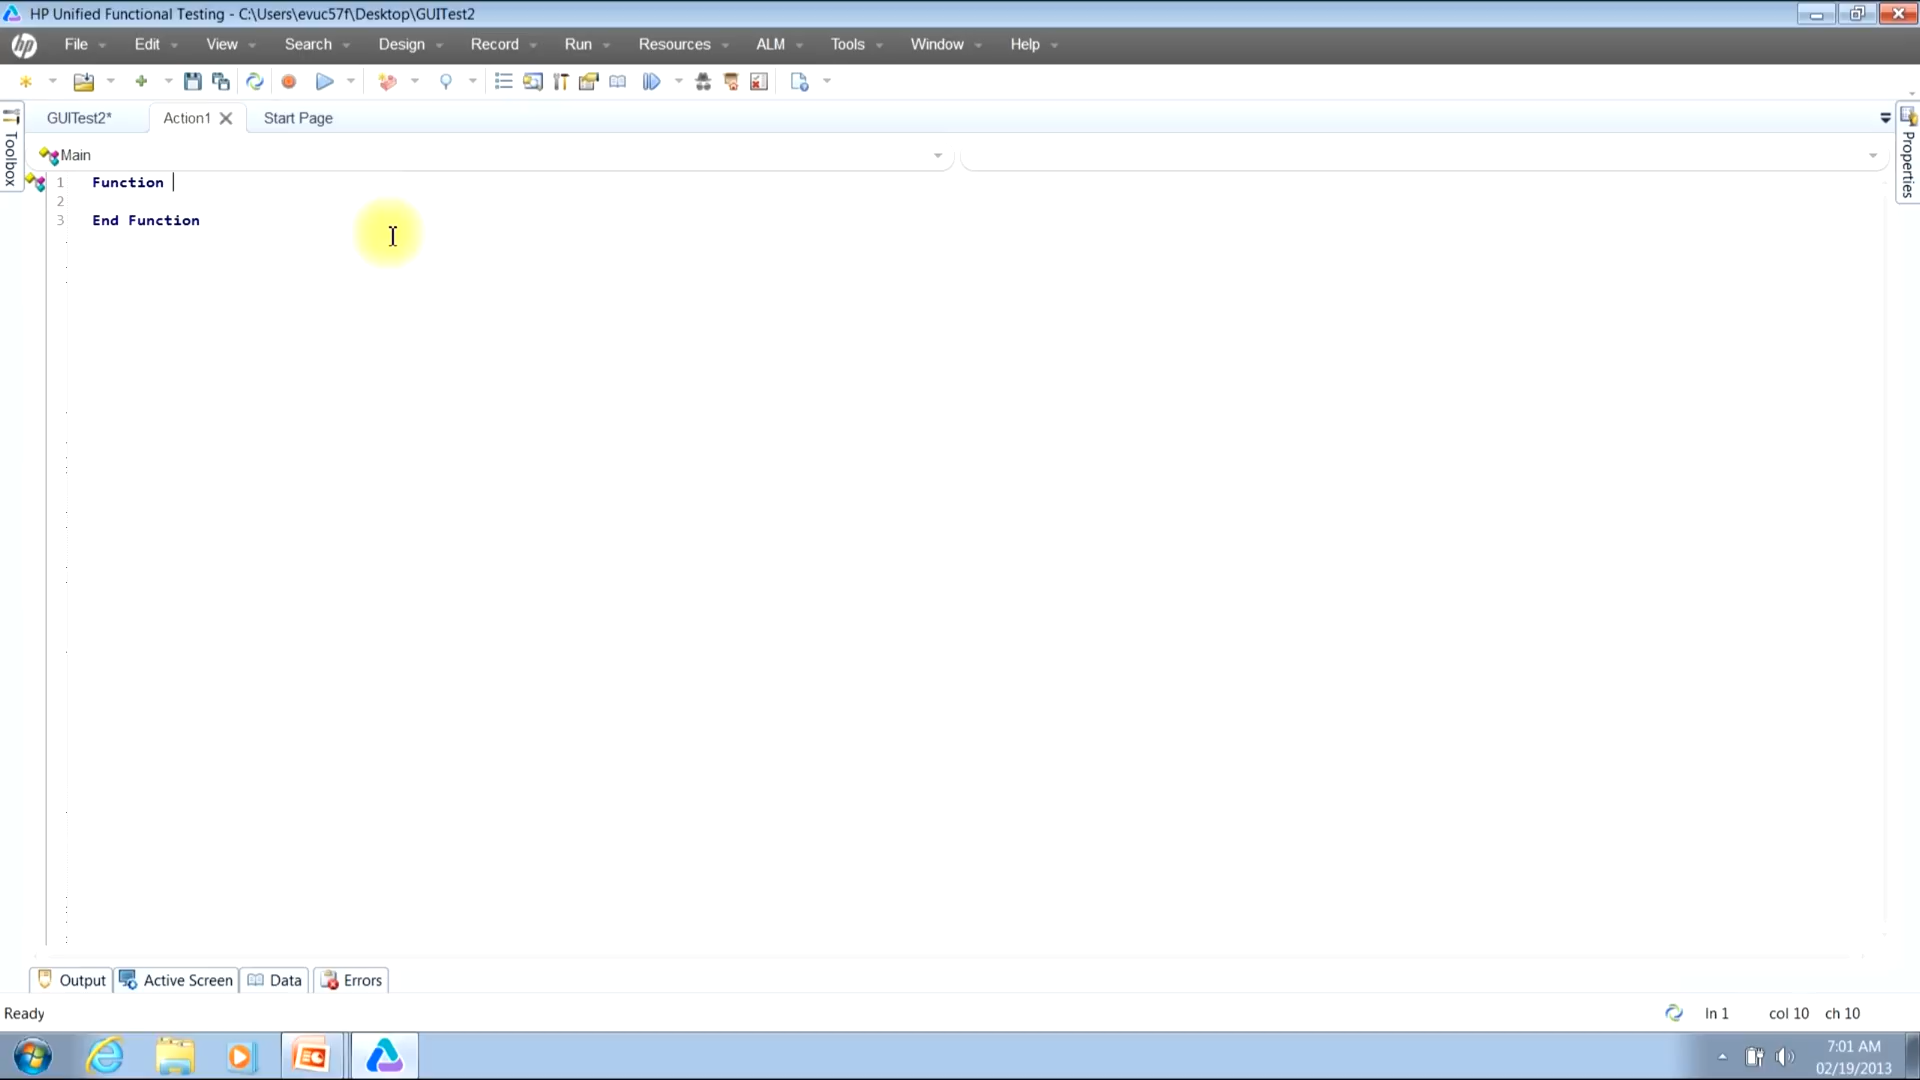 HP Unified Functional Testing - C:\Users\evuc57f\Desktop\GUITest2
hp File Edit View Search Design Record Run Resources ALM Tools Window Help
GUITest2* Action1 Start Page
Toolbox
Properties
Main
1 Function
2
3 End Function
Output Active Screen Data Errors
Ready ln 1 col 10 ch 10
7:01 AM
02/19/2013